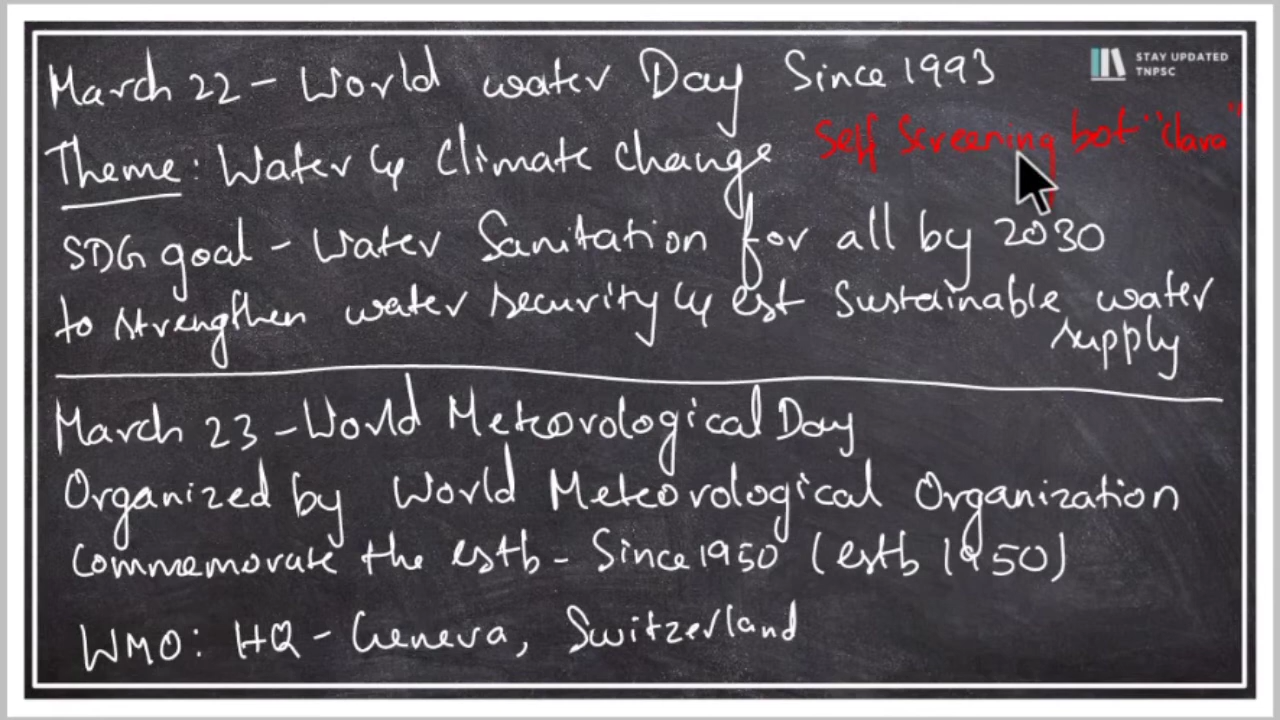 March 22 - World water Day Since 1993
STAY UPDATED
TNPSC
Self Screening bot "Clara"
Theme: Water & Climate change
SDG goal - Water Sanitation for all by 2030
to strengthen water security & est sustainable water
supply
March 23 - World Meteorological Day
Organized by World Meteorological Organization
Commemorate the estb - Since 1950 (estb 1950)
WMO: HQ - Geneva, Switzerland